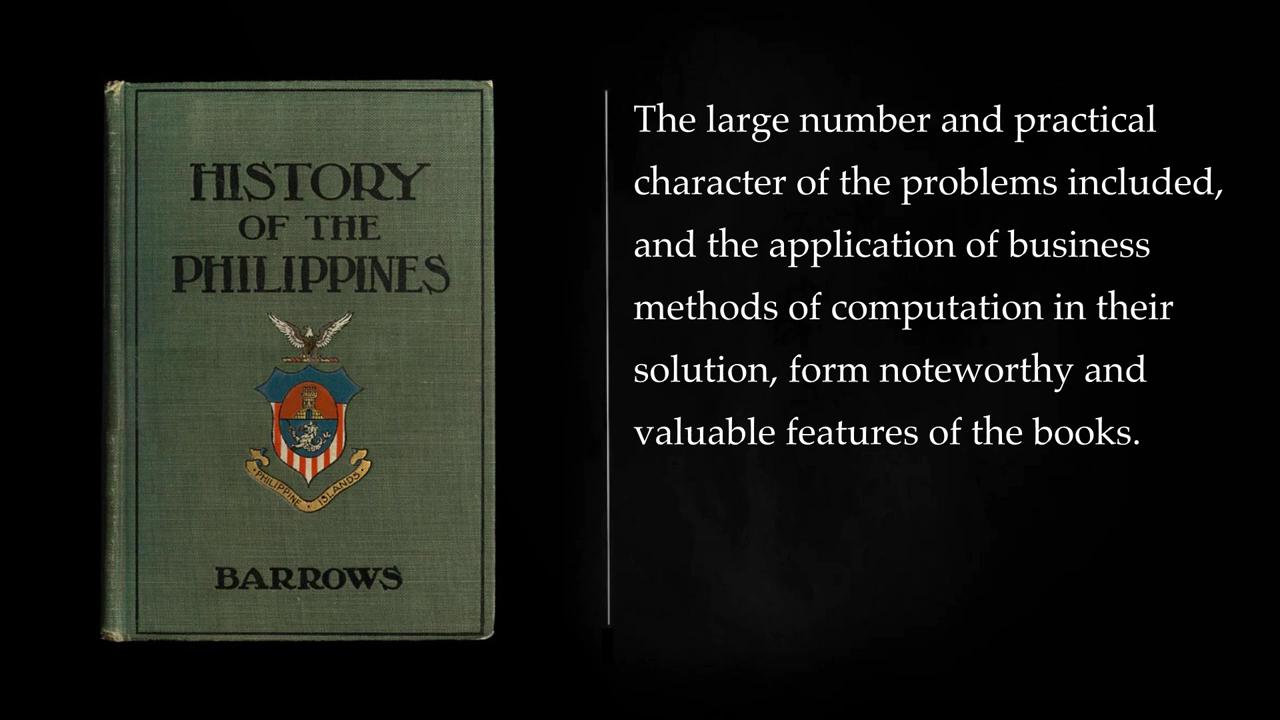 HISTORY
OF THE
PHILIPPINES
PHILIPPINE ISLANDS
BARROWS
The large number and practical
character of the problems included,
and the application of business
methods of computation in their
solution, form noteworthy and
valuable features of the books.